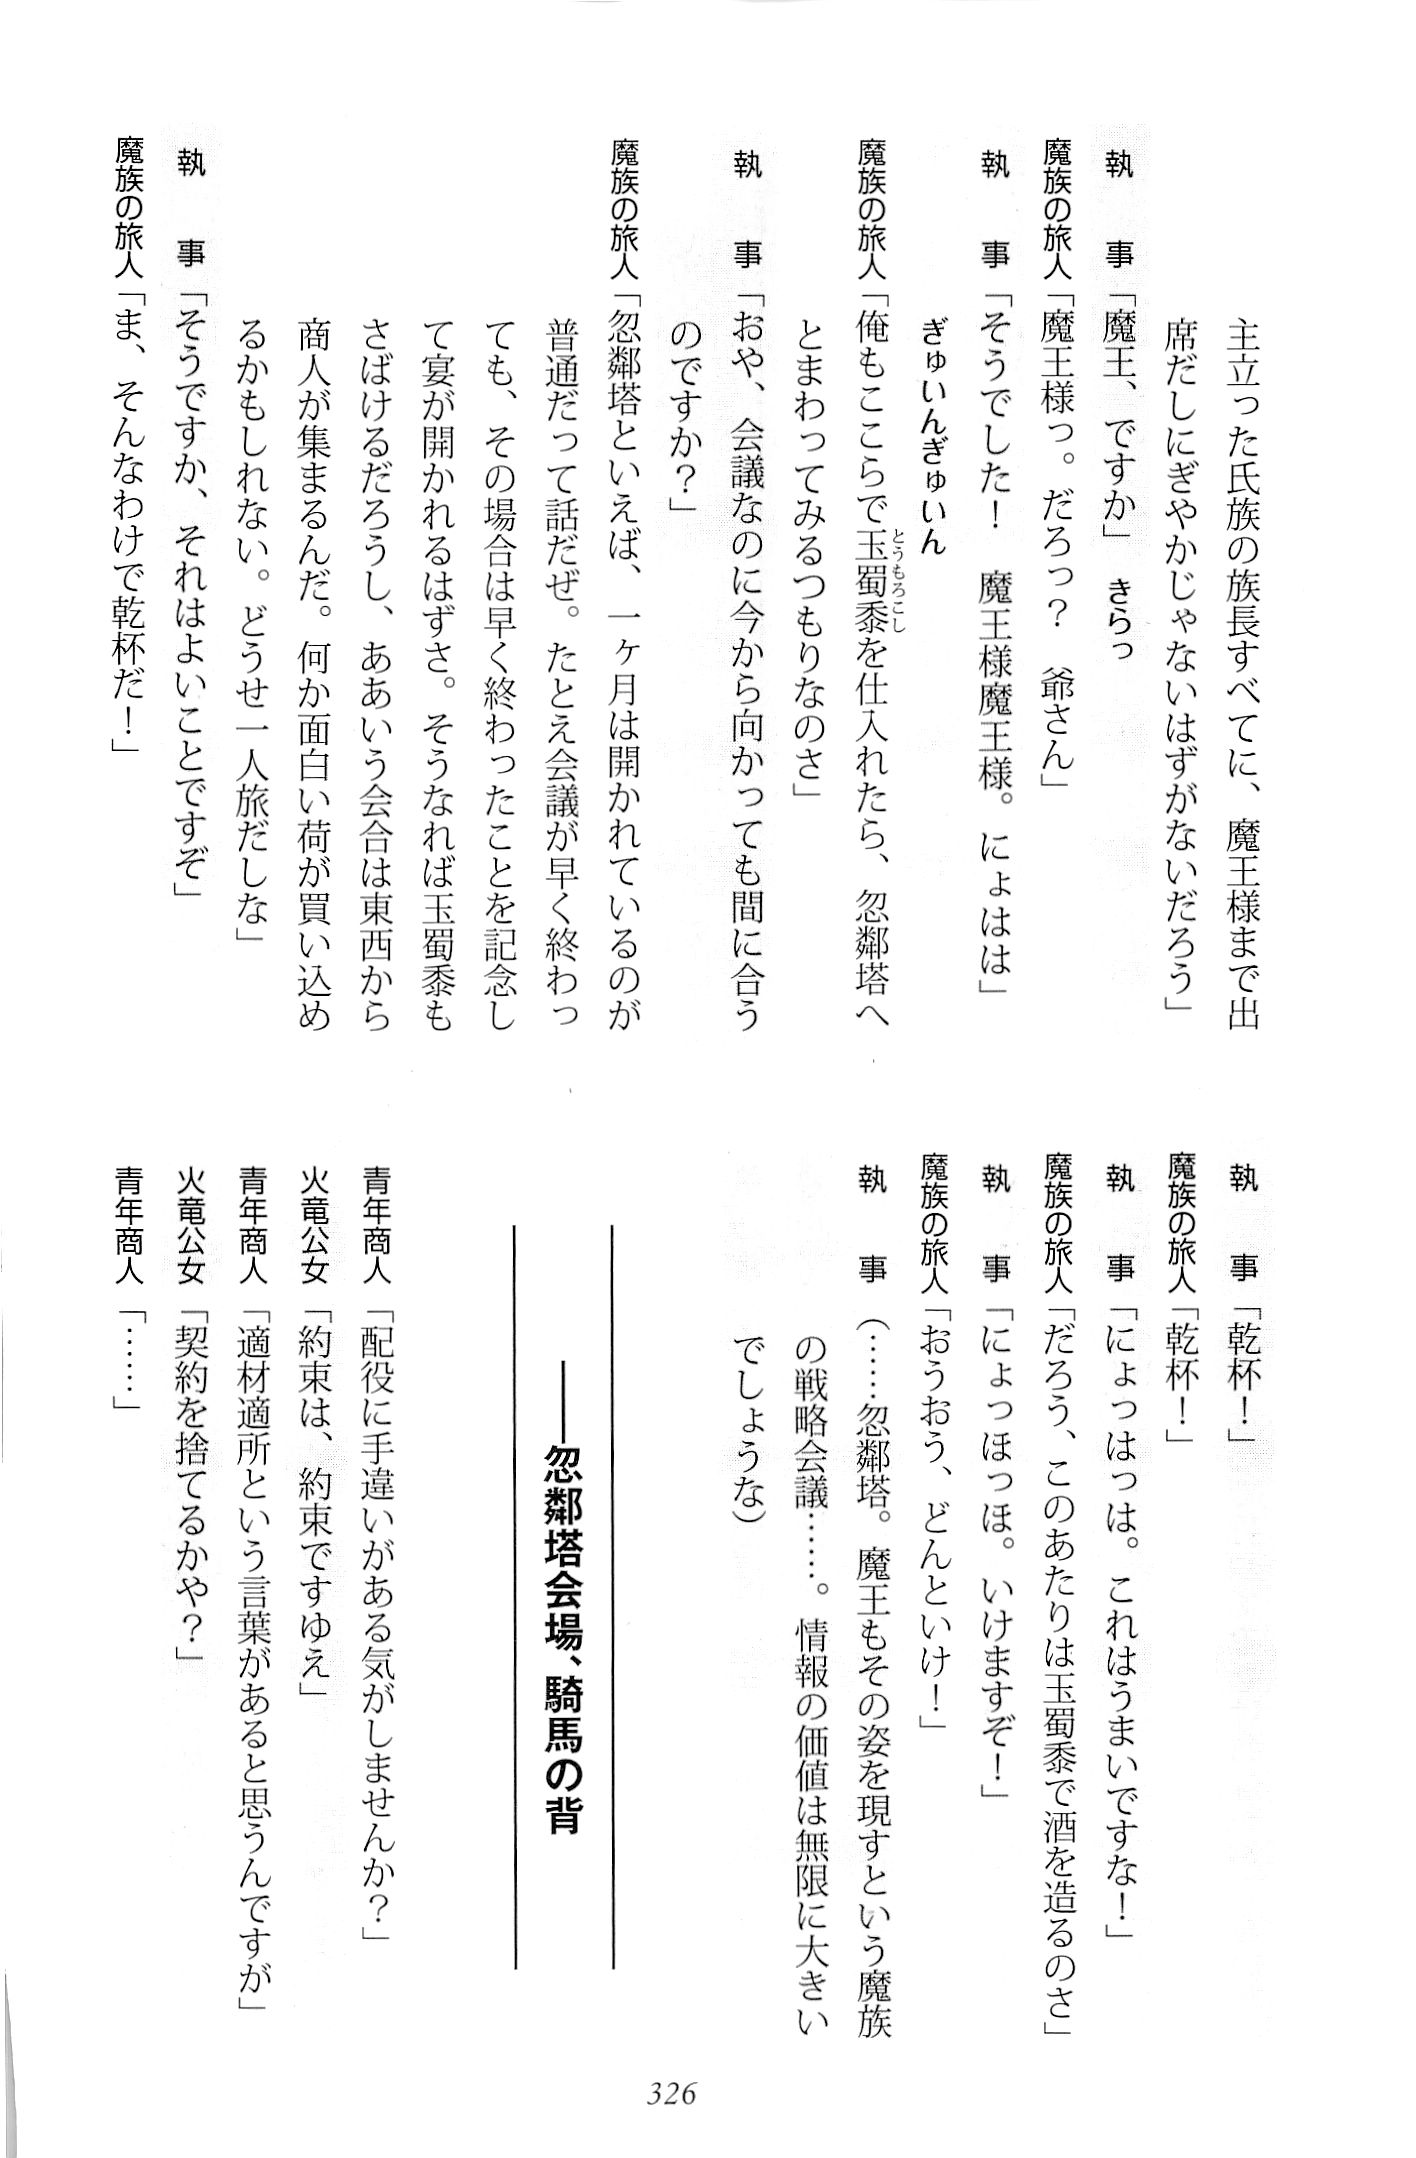 主立った氏族の族長すべてに、魔王様まで出
席だしにぎやかじゃないはずがないだろう」
執事「魔王、ですか」 きらっ
魔族の旅人「魔王様っ。だろっ？ 爺さん」
執事「そうでした！ 魔王様魔王様。にょはは」
ぎゅいんぎゅいん
魔族の旅人「俺もここらで玉蜀黍を仕入れたら、忽鄰塔へ
とうもろこし
とまわってみるつもりなのさ」
執事「おや、会議なのに今から向かっても間に合う
のですか？」
魔族の旅人「忽鄰塔といえば、一ヶ月は開かれているのが
普通だって話だぜ。たとえ会議が早く終わっ
ても、その場合は早く終わったことを記念し
て宴が開かれるはずさ。そうなれば玉蜀黍も
さばけるだろうし、ああいう会合は東西から
商人が集まるんだ。何か面白い荷が買い込め
るかもしれない。どうせ一人旅だしな」
執事「そうですか、それはよいことですぞ」
魔族の旅人「ま、そんなわけで乾杯だ！」
執事「乾杯！」
魔族の旅人「乾杯！」
執事「にょっはっは。これはうまいですな！」
魔族の旅人「だろう、このあたりは玉蜀黍で酒を造るのさ」
執事「にょっほっほ。いけますぞ！」
魔族の旅人「おうおう、どんといけ！」
執事（……忽鄰塔。魔王もその姿を現すという魔族
の戦略会議……。情報の価値は無限に大きい
でしょうな）
――忽鄰塔会場、騎馬の背
青年商人「配役に手違いがある気がしませんか？」
火竜公女「約束は、約束ですゆえ」
青年商人「適材適所という言葉があると思うんですが」
火竜公女「契約を捨てるかや？」
青年商人「……」
326